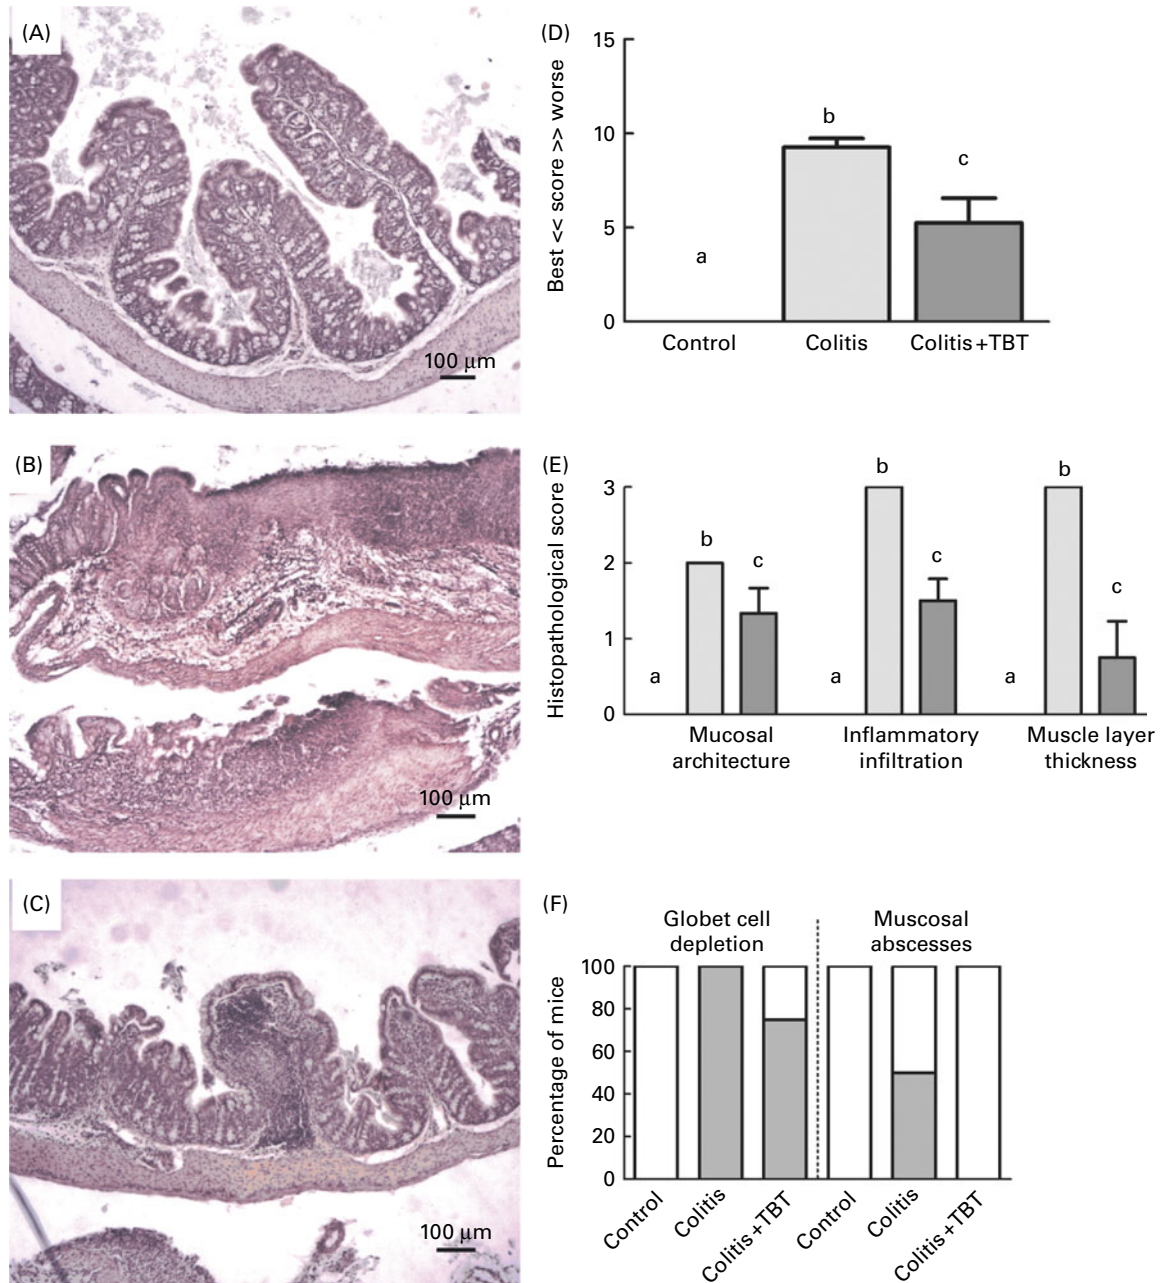 (A)
100 μm
(B)
100 μm
(C)
100 μm
(D)
Best << score >> worse
15
10
5
0
a
b
c
Control
Colitis
Colitis+TBT
(E)
Histopathological score
3
2
1
0
a
b
c
a
b
c
a
b
c
Mucosal
architecture
Inflammatory
infiltration
Muscle layer
thickness
(F)
Globet cell
depletion
Muscosal
abscesses
Percentage of mice
100
80
60
40
20
0
Control
Colitis
Colitis+TBT
Control
Colitis
Colitis+TBT